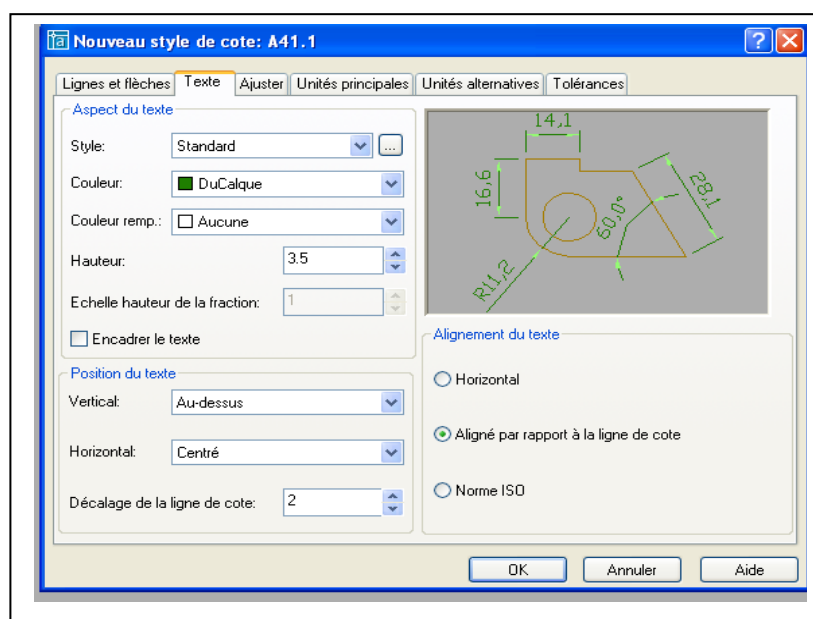 Nouveau style de cote: A41.1
Lignes et flèches Texte Ajuster Unités principales Unités alternatives Tolérances
Aspect du texte
Style: Standard ...
Couleur: DuCalque
Couleur remp.: Aucune
Hauteur: 3.5
Echelle hauteur de la fraction: 1
Encadrer le texte
Position du texte
Vertical: Au-dessus
Horizontal: Centré
Décalage de la ligne de cote: 2
14,1
16,6
28,1
60,0°
R11,2
Alignement du texte
Horizontal
Aligné par rapport à la ligne de cote
Norme ISO
OK Annuler Aide